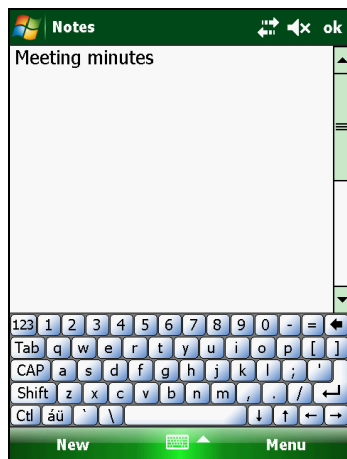 Notes
ok
Meeting minutes
123 1 2 3 4 5 6 7 8 9 0 - =
Tab q w e r t y u i o p [ ]
CAP a s d f g h j k l ; '
Shift z x c v b n m , . /
Ctl áü ` \
New
Menu